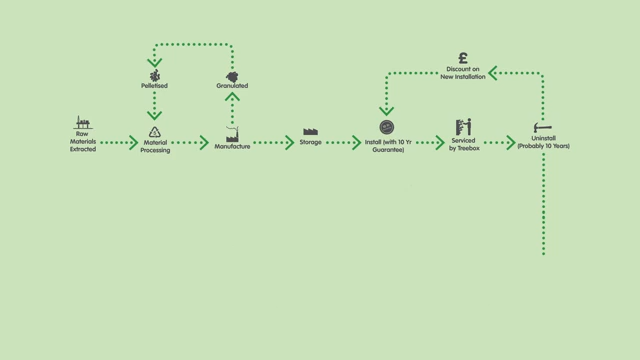 £
Discount on
New Installation
Pelletised
Granulated
Raw
Materials
Extracted
Material
Processing
Manufacture
Storage
Install (with 10 Yr
Guarantee)
Serviced
by Treebox
Uninstall
(Probably 10 Years)